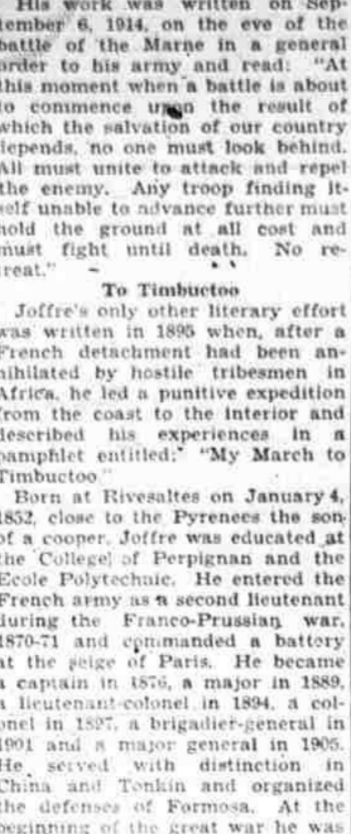 His work was written on Sep-
tember 6, 1914, on the eve of the
battle of the Marne in a general
order to his army and read: "At
this moment when a battle is about
to commence upon the result of
which the salvation of our country
depends, no one must look behind.
All must unite to attack and repel
the enemy. Any troop finding it-
self unable to advance further must
hold the ground at all cost and
must fight until death. No re-
treat."
To Timbuctoo
Joffre's only other literary effort
was written in 1895 when, after a
French detachment had been an-
nihilated by hostile tribesmen in
Africa, he led a punitive expedition
from the coast to the interior and
described his experiences in a
pamphlet entitled: "My March to
Timbuctoo"
Born at Rivesaltes on January 4,
1852, close to the Pyrenees the son
of a cooper, Joffre was educated at
the College of Perpignan and the
Ecole Polytechnic. He entered the
French army as a second lieutenant
during the Franco-Prussian war,
1870-71 and commanded a battery
at the seige of Paris. He became
a captain in 1876, a major in 1889,
a lieutenant-colonel in 1894, a col-
onel in 1897, a brigadier-general in
1901 and a major general in 1905.
He served with distinction in
China and Tonkin and organized
the defenses of Formosa. At the
beginning of the great war he was